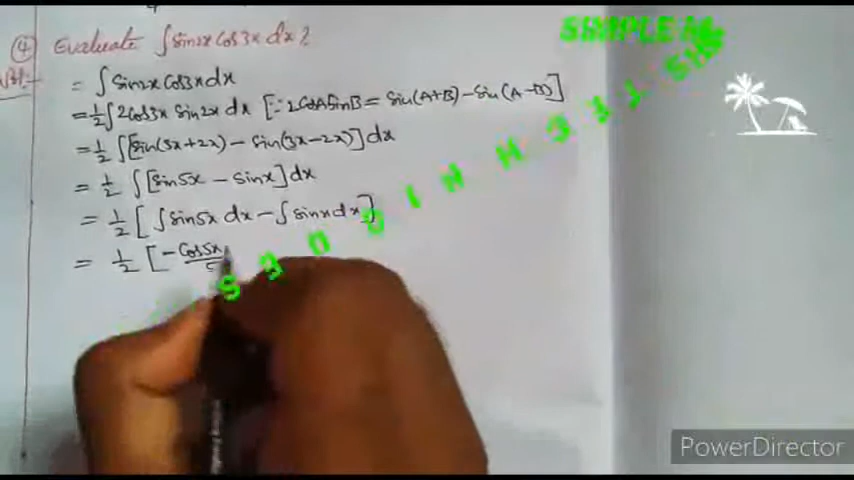 ④ Evaluate ∫sin2x cos3x dx?
= ∫ sin2x cos3x dx
= 1/2 ∫ 2cos3x sin2x dx [∵ 2cosA sinB = sin(A+B) - sin(A-B)]
= 1/2 ∫ [sin(3x+2x) - sin(3x-2x)] dx
= 1/2 ∫ [sin5x - sinx] dx
= 1/2 [ ∫ sin5x dx - ∫ sinx dx ]
= 1/2 [ -cos5x/5
SIMPLE
PowerDirector